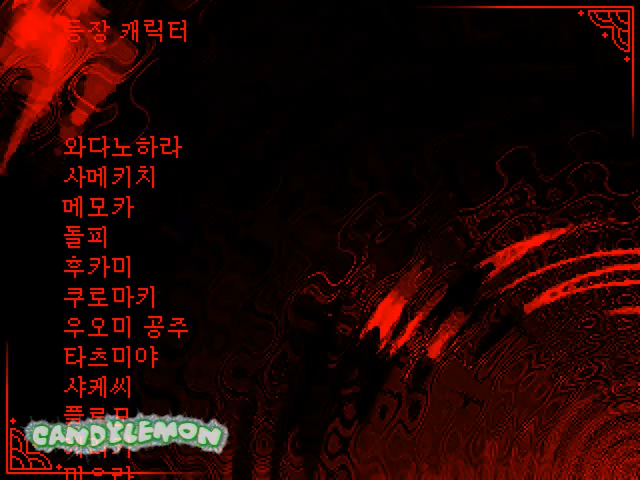 등장 캐릭터
와다노하라
사메키치
메모카
돌피
후카미
쿠로마키
우오미 공주
타츠미야
샤케씨
플로모
CANDYLEMON